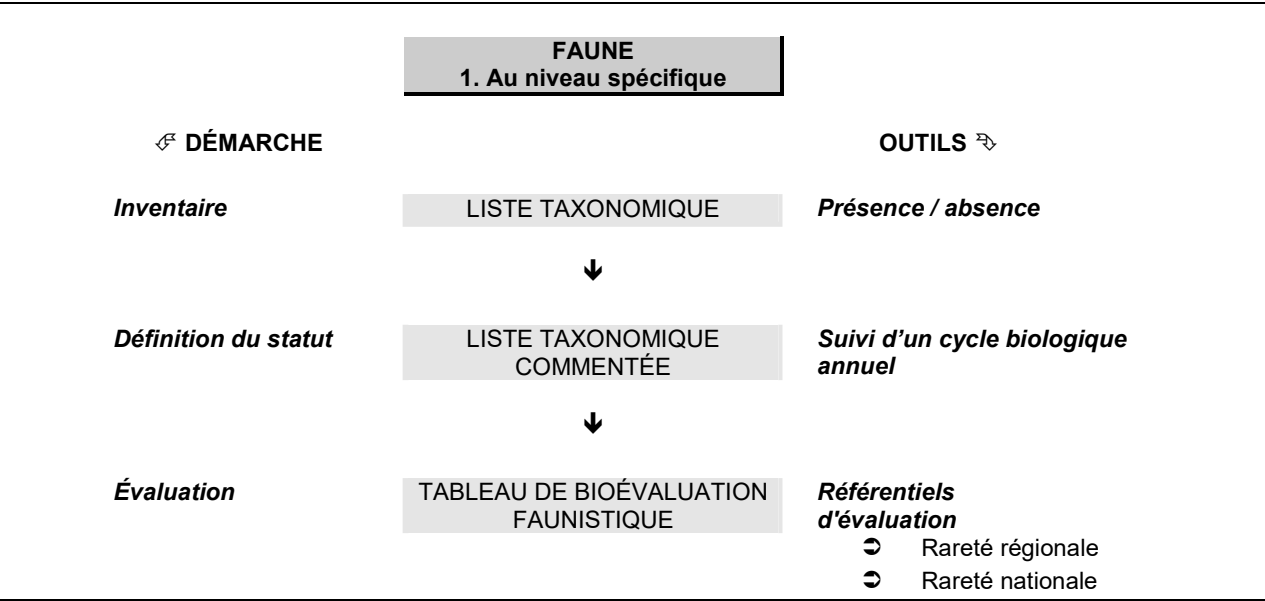 FAUNE
1. Au niveau spécifique
DÉMARCHE
OUTILS
Inventaire
LISTE TAXONOMIQUE
Présence / absence
Définition du statut
LISTE TAXONOMIQUE
COMMENTÉE
Suivi d’un cycle biologique
annuel
Évaluation
TABLEAU DE BIOÉVALUATION
FAUNISTIQUE
Référentiels
d'évaluation
Rareté régionale
Rareté nationale